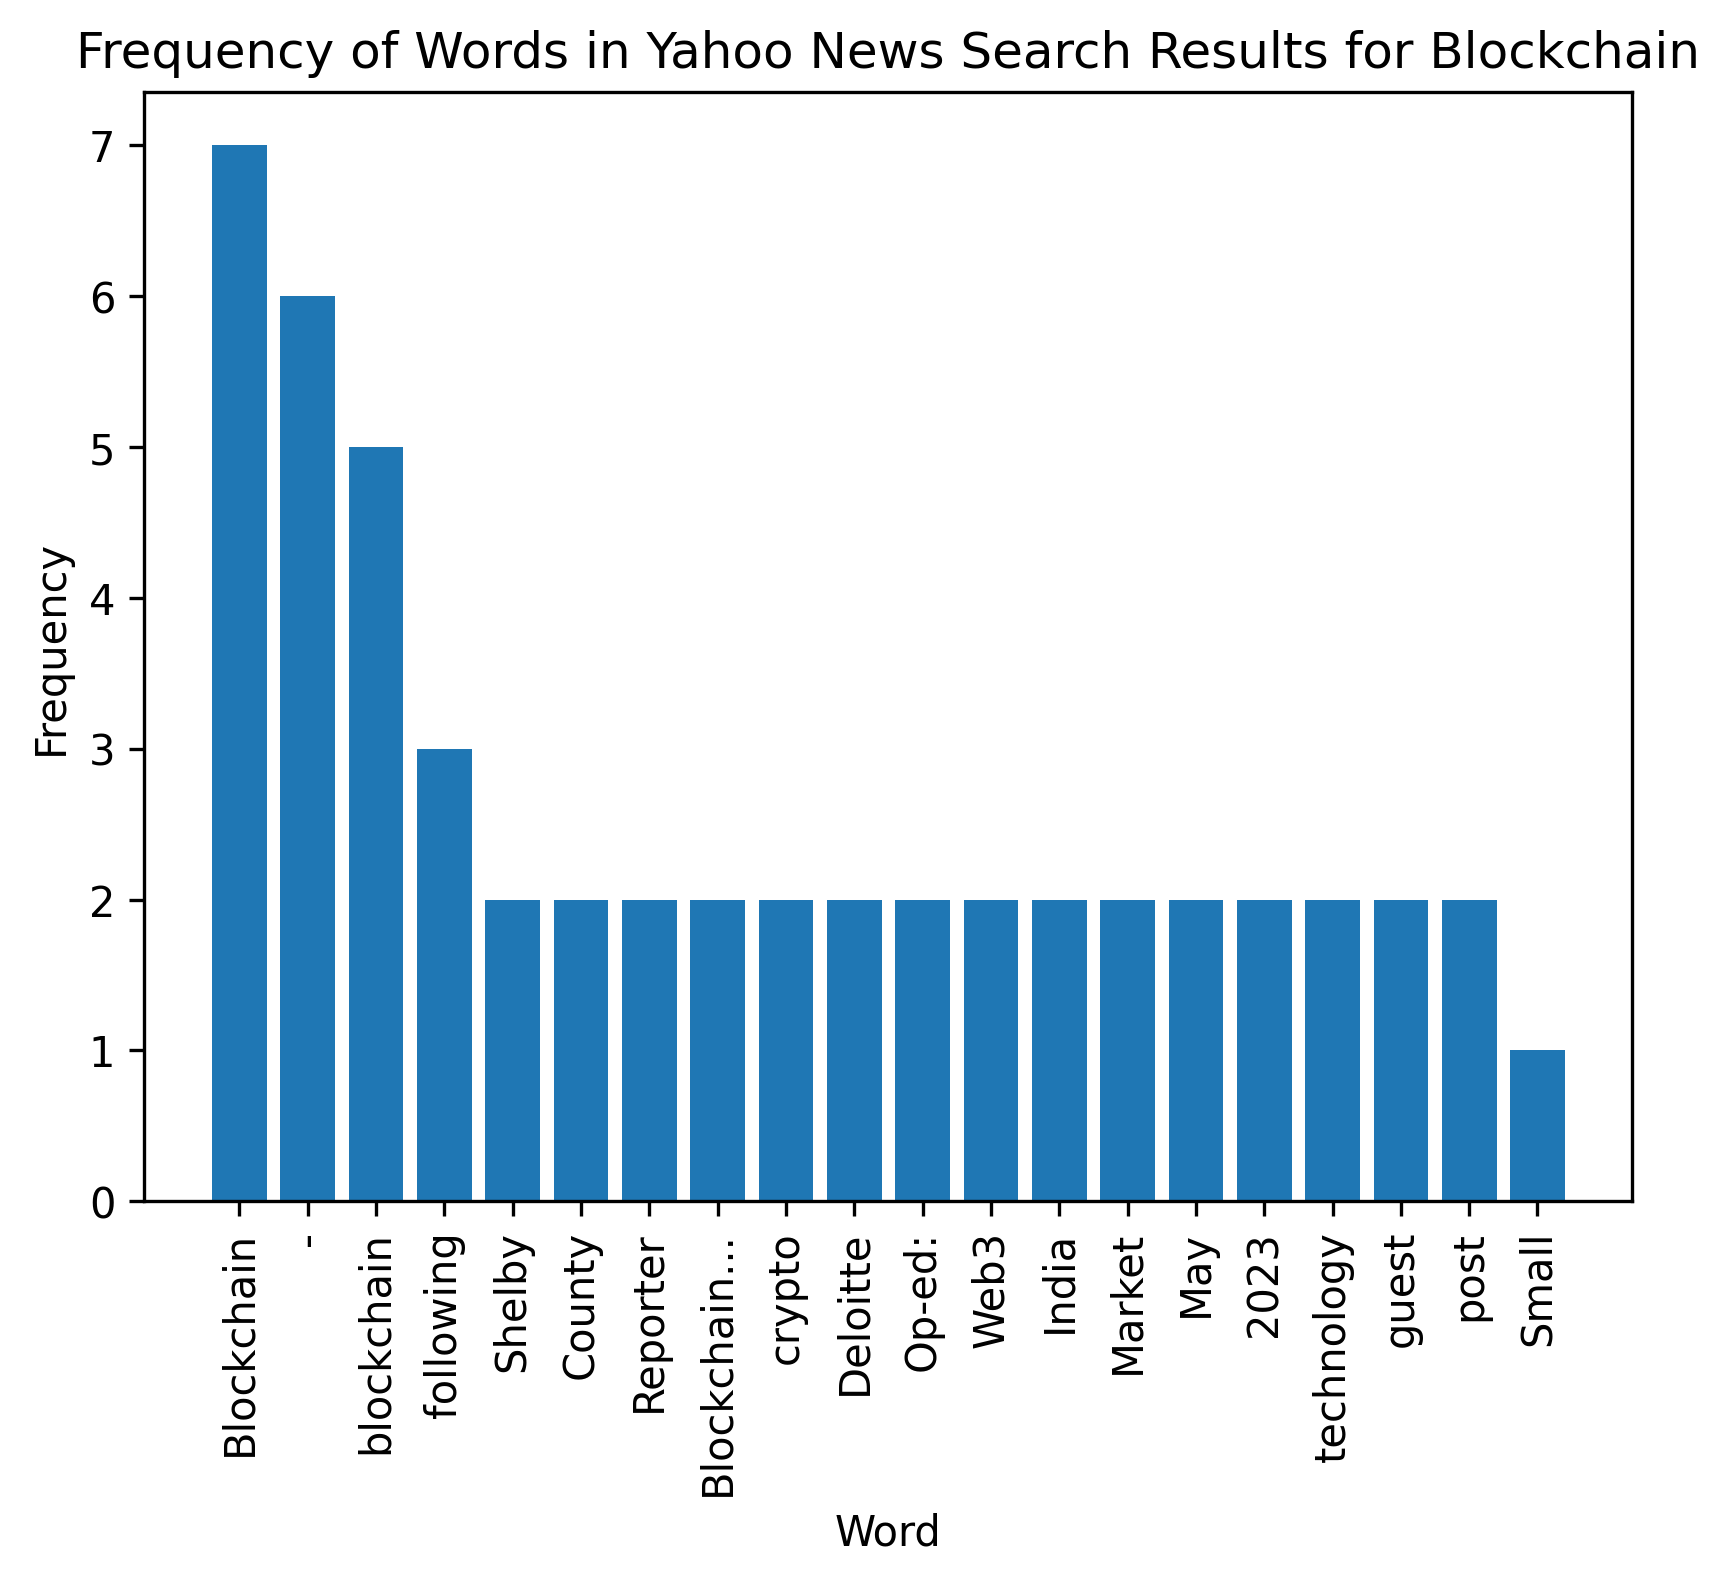 Frequency of Words in Yahoo News Search Results for Blockchain
7
6
5
4
3
2
1
0
Frequency
Blockchain
-
blockchain
following
Shelby
County
Reporter
Blockchain...
crypto
Deloitte
Op-ed:
Web3
India
Market
May
2023
technology
guest
post
Small
Word